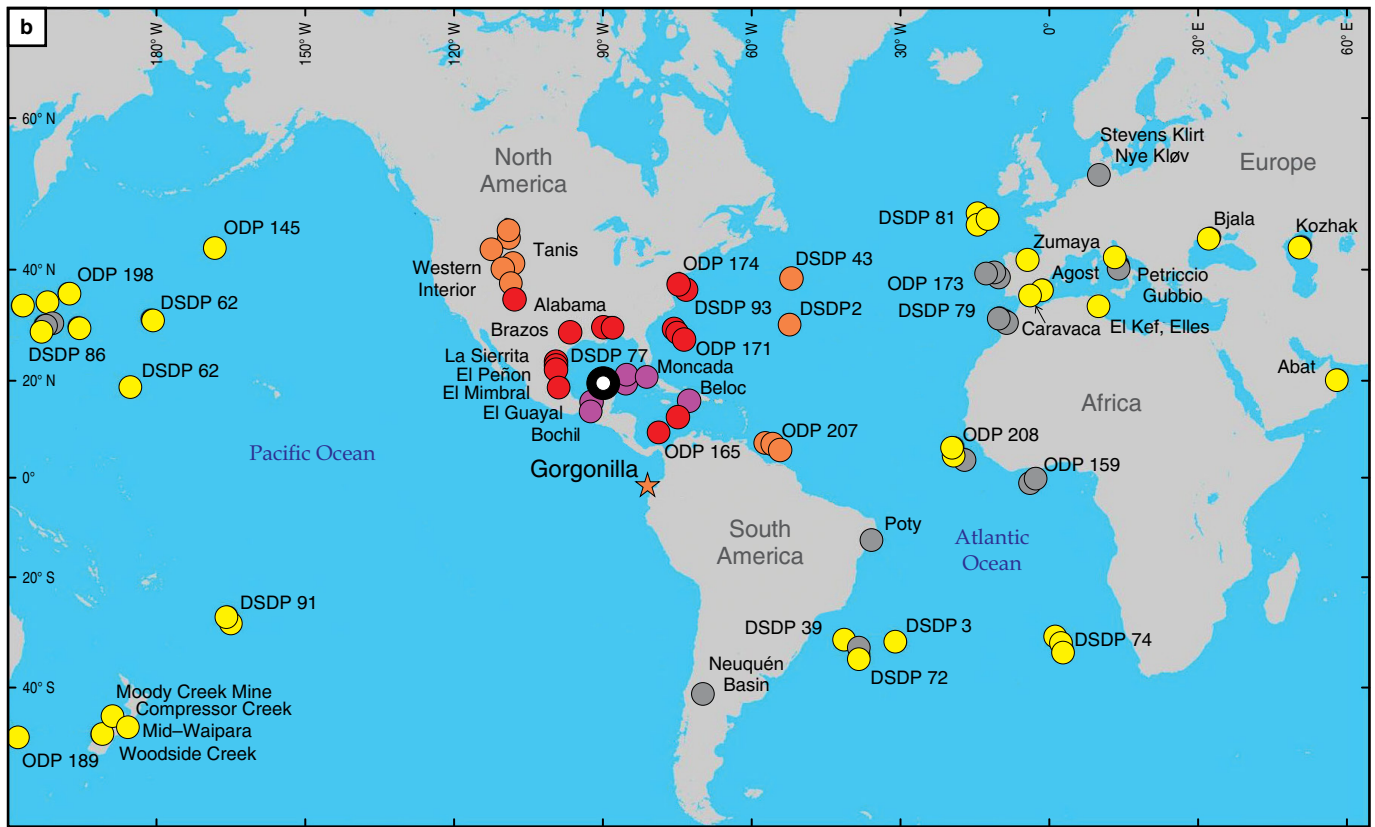 b
180° W
150° W
120° W
90° W
60° W
30° W
0°
30° E
60° E
60° N
40° N
20° N
0°
20° S
40° S
North
America
Europe
Africa
South
America
Pacific Ocean
Atlantic
Ocean
Stevens Klirt
Nye Kløv
ODP 145
ODP 198
DSDP 62
DSDP 86
DSDP 62
Tanis
Western
Interior
Alabama
Brazos
La Sierrita
El Peñon
El Mimbral
El Guayal
Bochil
DSDP 77
Moncada
Beloc
ODP 165
ODP 174
DSDP 93
ODP 171
DSDP 43
DSDP2
ODP 207
Gorgonilla
DSDP 81
Zumaya
Bjala
Kozhak
ODP 173
Agost
Petriccio
Gubbio
DSDP 79
Caravaca
El Kef, Elles
Abat
ODP 208
ODP 159
Poty
DSDP 91
DSDP 39
DSDP 3
DSDP 72
DSDP 74
Neuquén
Basin
Moody Creek Mine
Compressor Creek
Mid–Waipara
Woodside Creek
ODP 189